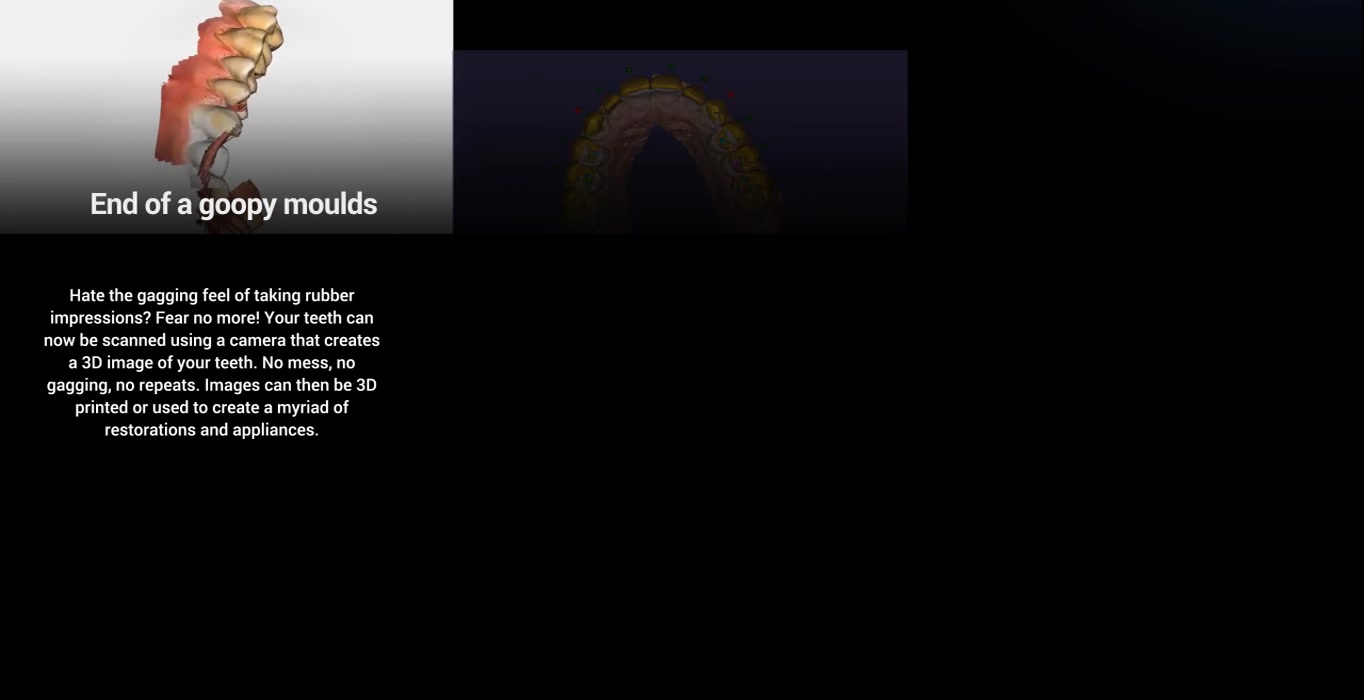 End of a goopy moulds
Hate the gagging feel of taking rubber
impressions? Fear no more! Your teeth can
now be scanned using a camera that creates
a 3D image of your teeth. No mess, no
gagging, no repeats. Images can then be 3D
printed or used to create a myriad of
restorations and appliances.